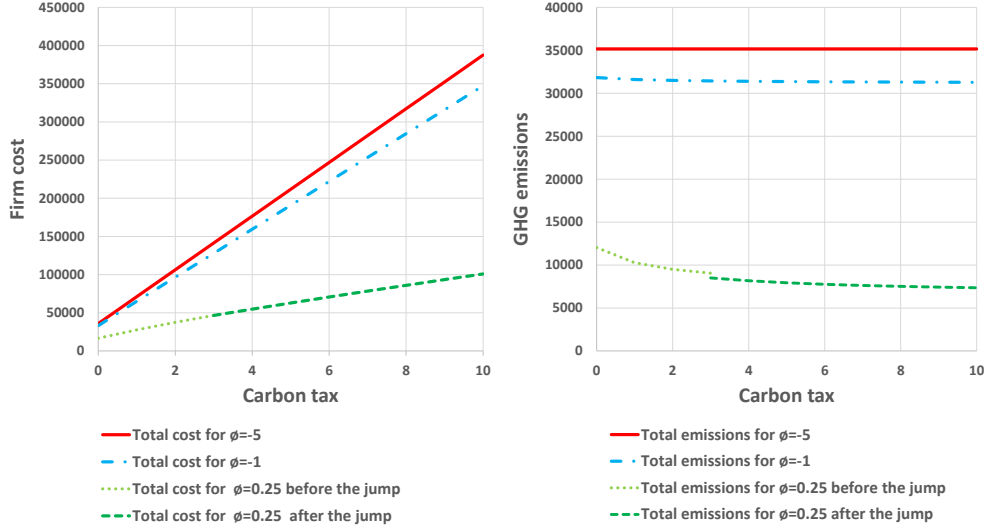 450000
400000
350000
300000
250000
200000
150000
100000
50000
0
Firm cost
0 2 4 6 8 10
Carbon tax
Total cost for ø=-5
Total cost for ø=-1
Total cost for ø=0.25 before the jump
Total cost for ø=0.25 after the jump
40000
35000
30000
25000
20000
15000
10000
5000
0
GHG emissions
0 2 4 6 8 10
Carbon tax
Total emissions for ø=-5
Total emissions for ø=-1
Total emissions for ø=0.25 before the jump
Total emissions for ø=0.25 after the jump